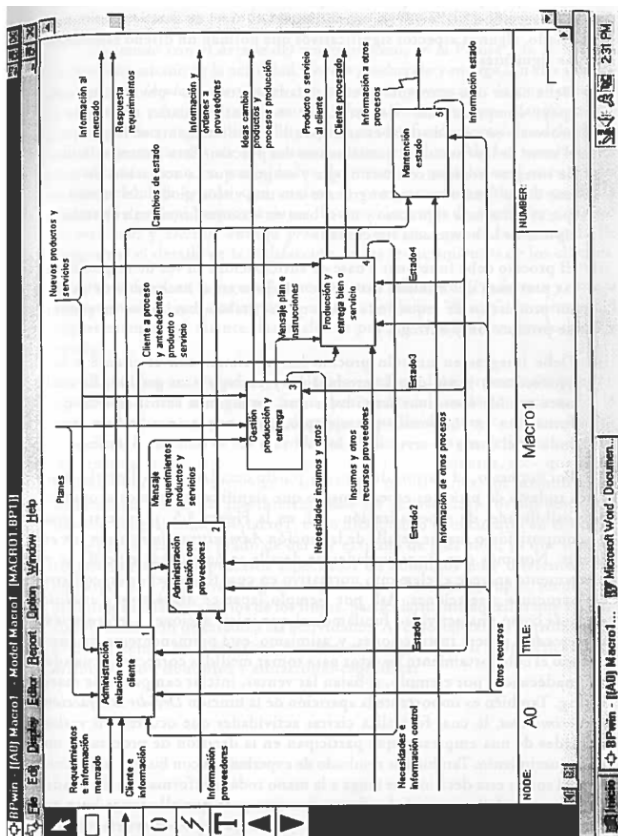 BPwin - [[A0] Macro1 - Model Macro1 [MACRO1.BP1]]
File Edit Display Editor Report Option Window Help
Planes
Nuevos productos y
servicios
Requerimientos
e información
mercado
Cliente e
información
Información
proveedores
Necesidades e
Información control
Administración
Relación con el
cliente
1
Mensaje
requerimientos
productos y
servicios
Administración
relación con
proveedores
2
Gestión
producción y
entrega
3
Cliente a proceso
y antecedentes
producto o
servicio
Mensaje plan e
instrucciones
Producción y
entrega bien o
servicio
4
Cambios de estado
Mantención
estado
5
Necesidades insumos y otros
Insumos y otros
recursos proveedores
Estado1
Estado2
Estado3
Estado4
Información de otros procesos
Otros recursos
Información
mercado
Respuesta
requerimientos
Información y
ordenes a
proveedores
Ideas cambio
productos y
procesos producción
Producto o servicio
al cliente
Cliente procesado
Información a otros
procesos
Información estado
NODE:
A0
TITLE:
Macro1
NUMBER:
Inicio
BPwin - [[A0] Macro1 ...
Microsoft Word - Documen...
2:31 PM